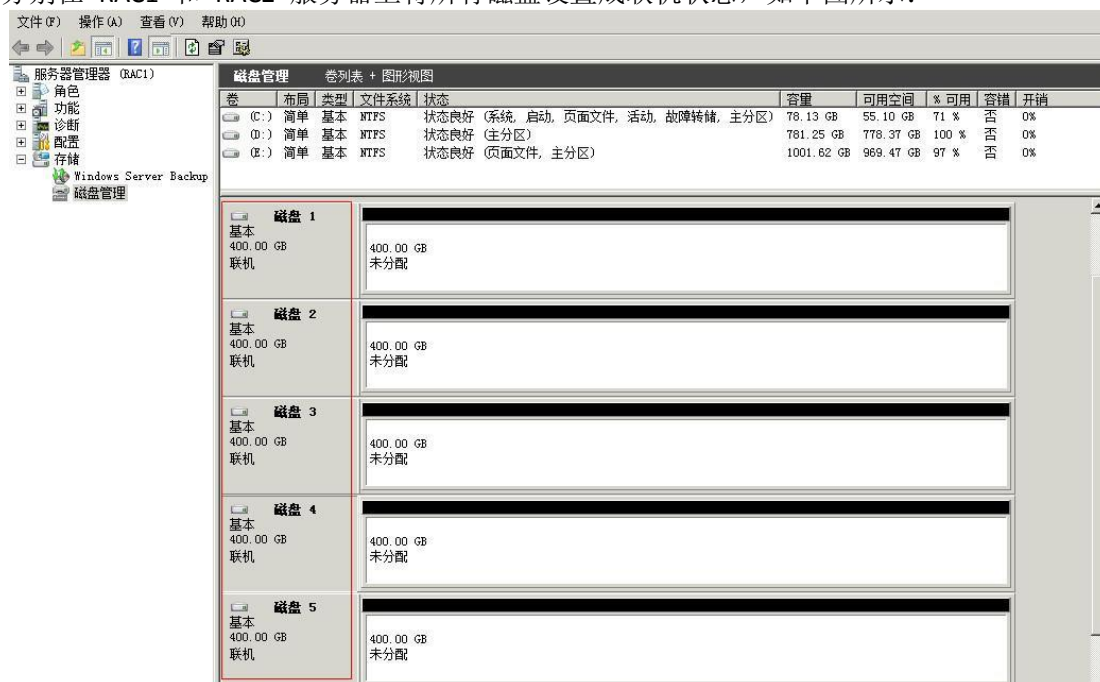 分别在 RAC1 和 RAC2 服务器上将所有磁盘设置成联机状态，如下图所示：
文件(F) 操作(A) 查看(V) 帮助(H)
服务器管理器 (RAC1)
角色
功能
诊断
配置
存储
Windows Server Backup
磁盘管理
磁盘管理 卷列表 + 图形视图
卷 布局 类型 文件系统 状态 容量 可用空间 % 可用 容错 开销
(C:) 简单 基本 NTFS 状态良好 (系统, 启动, 页面文件, 活动, 故障转储, 主分区) 78.13 GB 55.10 GB 71 % 否 0%
(D:) 简单 基本 NTFS 状态良好 (主分区) 781.25 GB 778.37 GB 100 % 否 0%
(E:) 简单 基本 NTFS 状态良好 (页面文件, 主分区) 1001.62 GB 969.47 GB 97 % 否 0%
磁盘 1
基本
400.00 GB
联机
400.00 GB
未分配
磁盘 2
基本
400.00 GB
联机
400.00 GB
未分配
磁盘 3
基本
400.00 GB
联机
400.00 GB
未分配
磁盘 4
基本
400.00 GB
联机
400.00 GB
未分配
磁盘 5
基本
400.00 GB
联机
400.00 GB
未分配